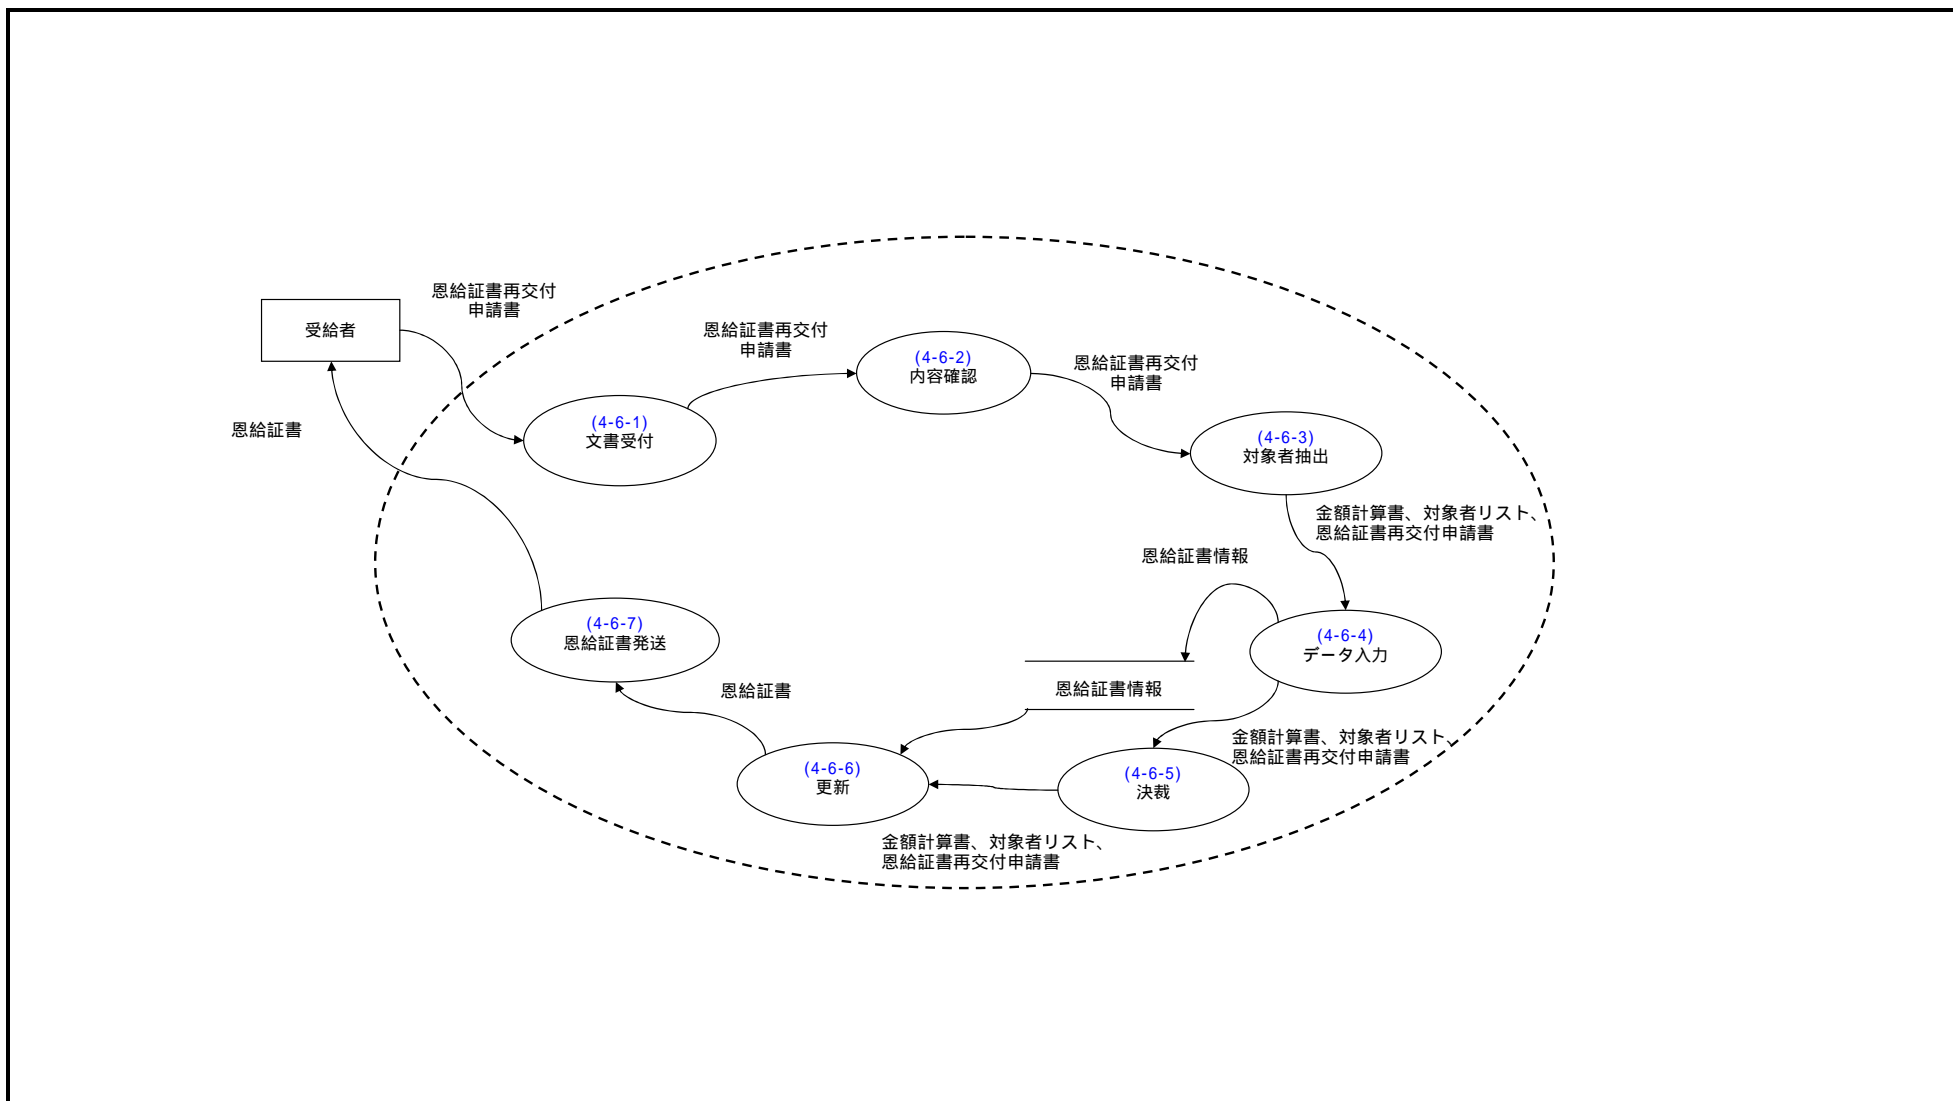 恩給証書再交付
申請書
受給者
恩給証書再交付
申請書
(4-6-2)
内容確認
恩給証書再交付
申請書
(4-6-1)
文書受付
恩給証書
(4-6-3)
対象者抽出
金額計算書、対象者リスト、
恩給証書再交付申請書
恩給証書情報
(4-6-7)
恩給証書発送
(4-6-4)
データ入力
恩給証書
恩給証書情報
金額計算書、対象者リスト、
恩給証書再交付申請書
(4-6-6)
更新
(4-6-5)
決裁
金額計算書、対象者リスト、
恩給証書再交付申請書